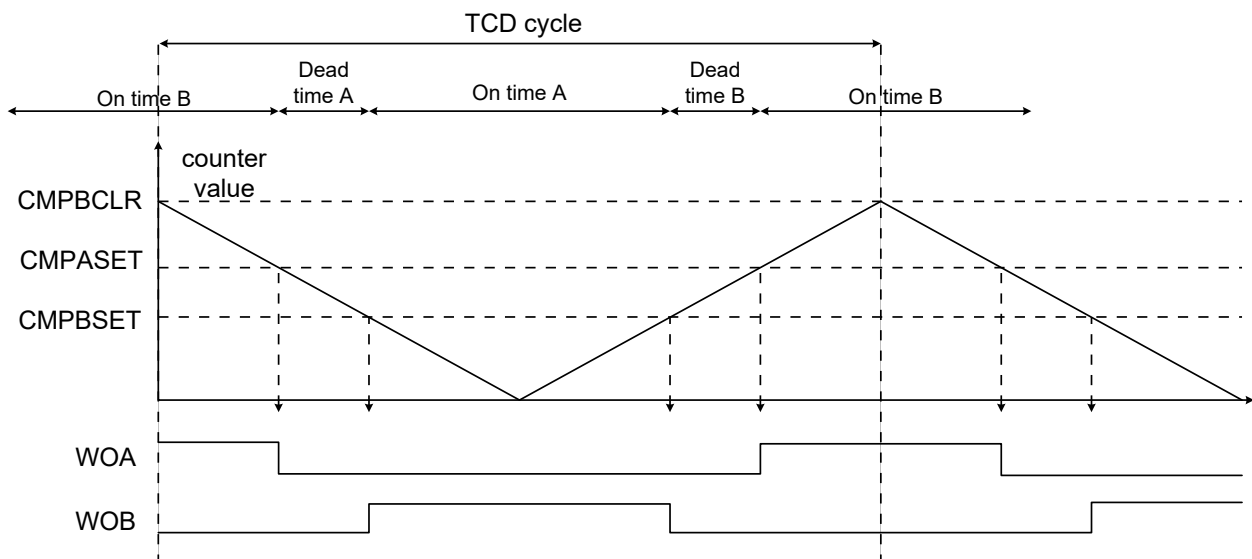 TCD cycle
On time B
Dead
time A
On time A
Dead
time B
On time B
counter
value
CMPBCLR
CMPASET
CMPBSET
WOA
WOB